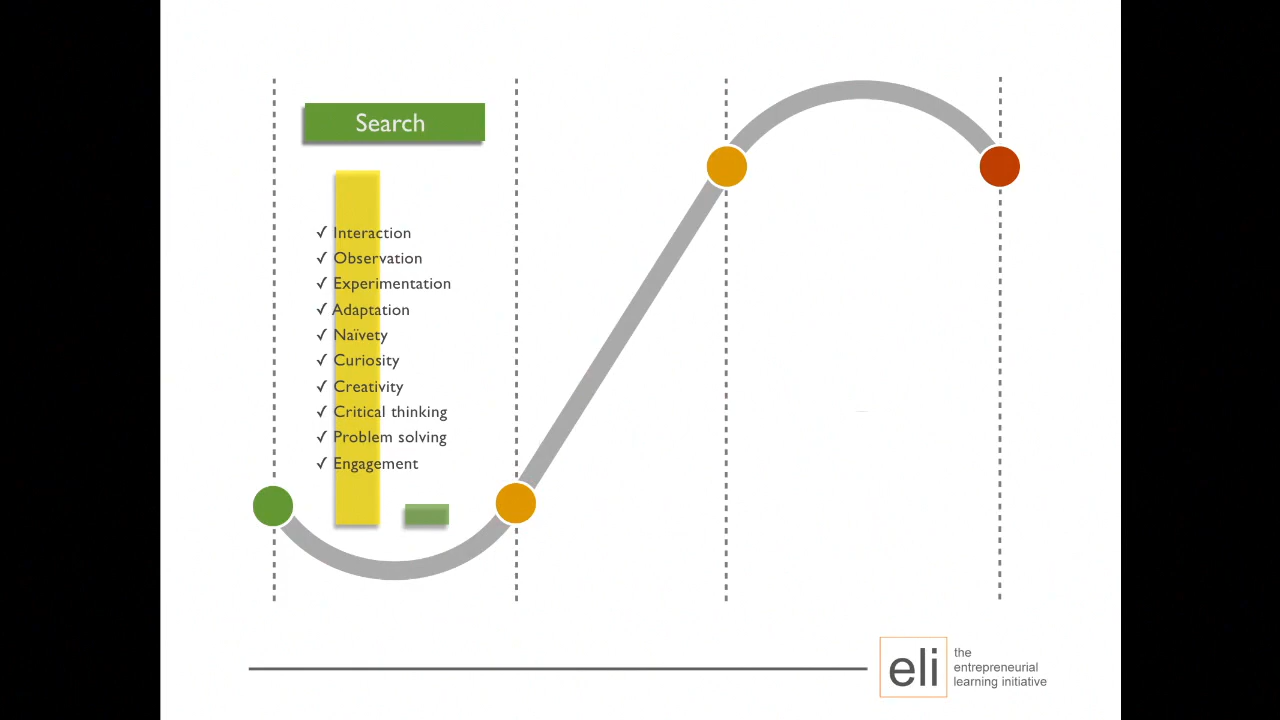 Search
✓ Interaction
✓ Observation
✓ Experimentation
✓ Adaptation
✓ Naïvety
✓ Curiosity
✓ Creativity
✓ Critical thinking
✓ Problem solving
✓ Engagement
eli
the
entrepreneurial
learning initiative